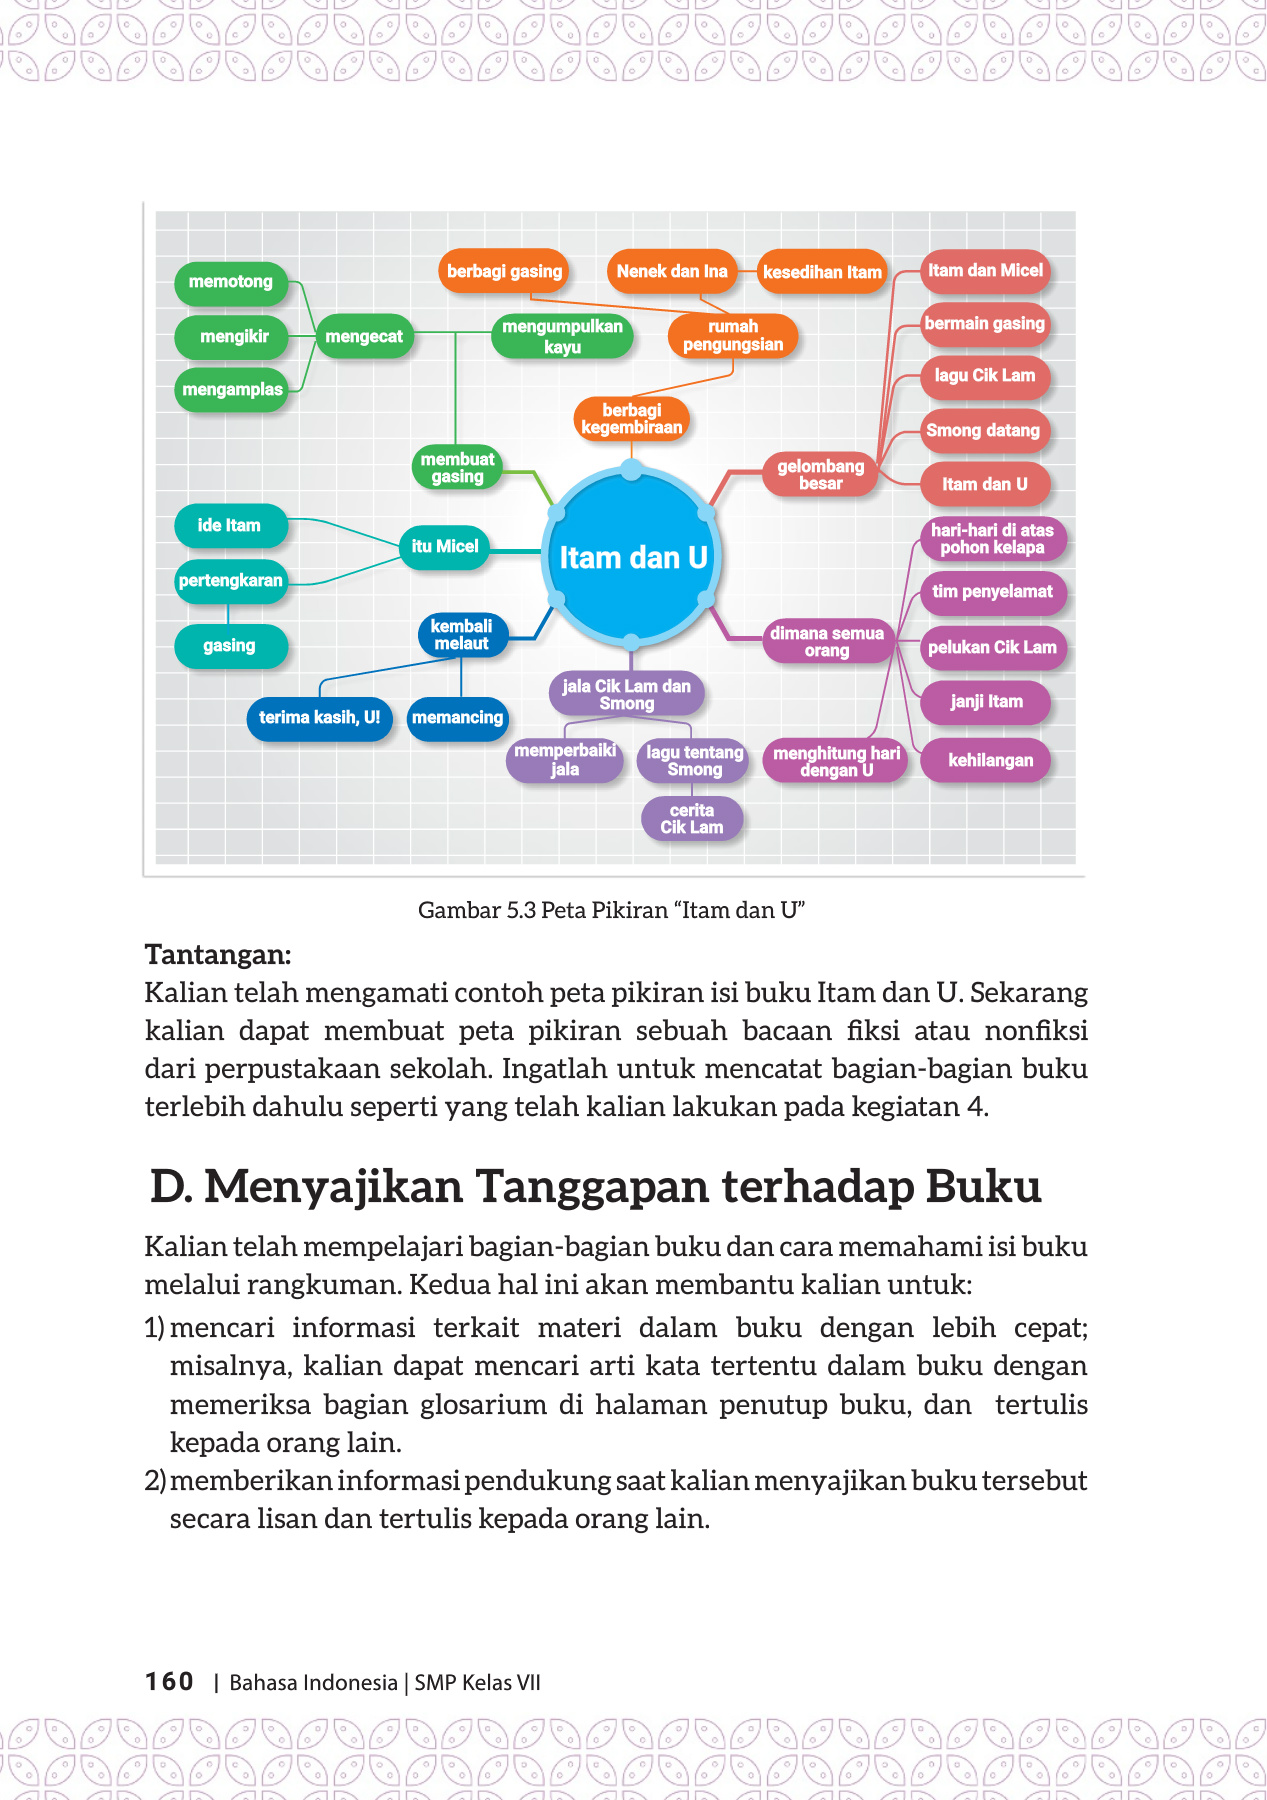 berbagi gasing
Nenek dan Ina
kesedihan Itam
Itam dan Micel
memotong
mengikir
mengamplas
mengecat
mengumpulkan
kayu
rumah
pengungsian
bermain gasing
lagu Cik Lam
Smong datang
Itam dan U
berbagi
kegembiraan
membuat
gasing
gelombang
besar
ide Itam
pertengkaran
gasing
itu Micel
Itam dan U
hari-hari di atas
pohon kelapa
tim penyelamat
pelukan Cik Lam
janji Itam
kehilangan
dimana semua
orang
menghitung hari
dengan U
kembali
melaut
terima kasih, U!
memancing
jala Cik Lam dan
Smong
memperbaiki
jala
lagu tentang
Smong
cerita
Cik Lam
Gambar 5.3 Peta Pikiran “Itam dan U”
Tantangan:
Kalian telah mengamati contoh peta pikiran isi buku Itam dan U. Sekarang
kalian dapat membuat peta pikiran sebuah bacaan fiksi atau nonfiksi
dari perpustakaan sekolah. Ingatlah untuk mencatat bagian-bagian buku
terlebih dahulu seperti yang telah kalian lakukan pada kegiatan 4.
D. Menyajikan Tanggapan terhadap Buku
Kalian telah mempelajari bagian-bagian buku dan cara memahami isi buku
melalui rangkuman. Kedua hal ini akan membantu kalian untuk:
1) mencari informasi terkait materi dalam buku dengan lebih cepat;
misalnya, kalian dapat mencari arti kata tertentu dalam buku dengan
memeriksa bagian glosarium di halaman penutup buku, dan tertulis
kepada orang lain.
2) memberikan informasi pendukung saat kalian menyajikan buku tersebut
secara lisan dan tertulis kepada orang lain.
160 | Bahasa Indonesia | SMP Kelas VII